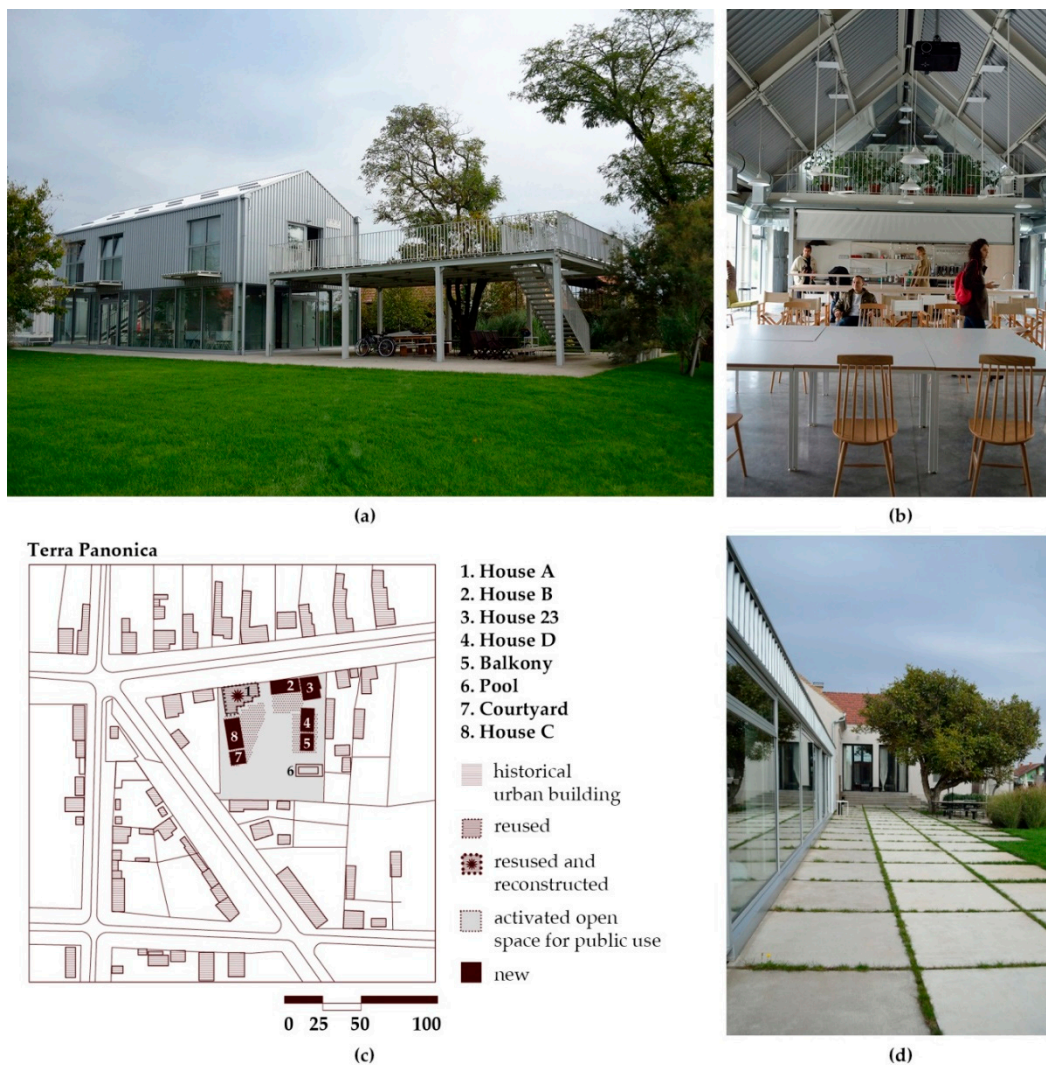 (a)
(b)
Terra Panonica
1. House A
2. House B
3. House 23
4. House D
5. Balkony
6. Pool
7. Courtyard
8. House C
historical
urban building
reused
resused and
reconstructed
activated open
space for public use
new
1
2
3
4
5
8
7
6
0 25 50 100
(c)
(d)